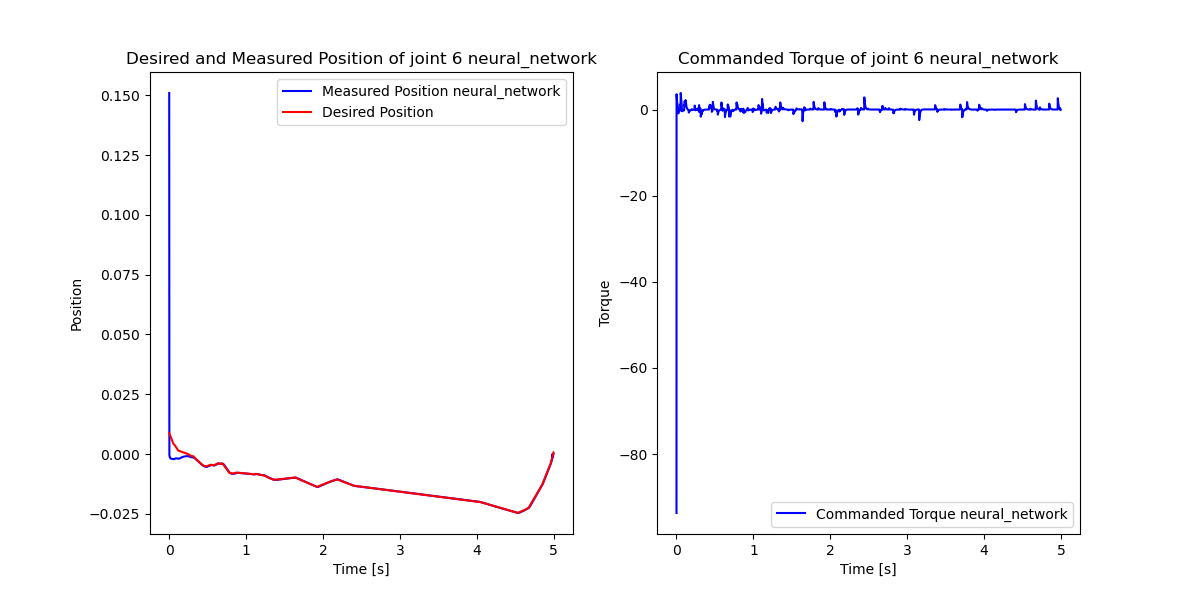 Desired and Measured Position of joint 6 neural_network
Measured Position neural_network
Desired Position
0.150
0.125
0.100
0.075
0.050
0.025
0.000
−0.025
Position
0
1
2
3
4
5
Time [s]
Commanded Torque of joint 6 neural_network
0
−20
−40
−60
−80
Torque
Commanded Torque neural_network
0
1
2
3
4
5
Time [s]